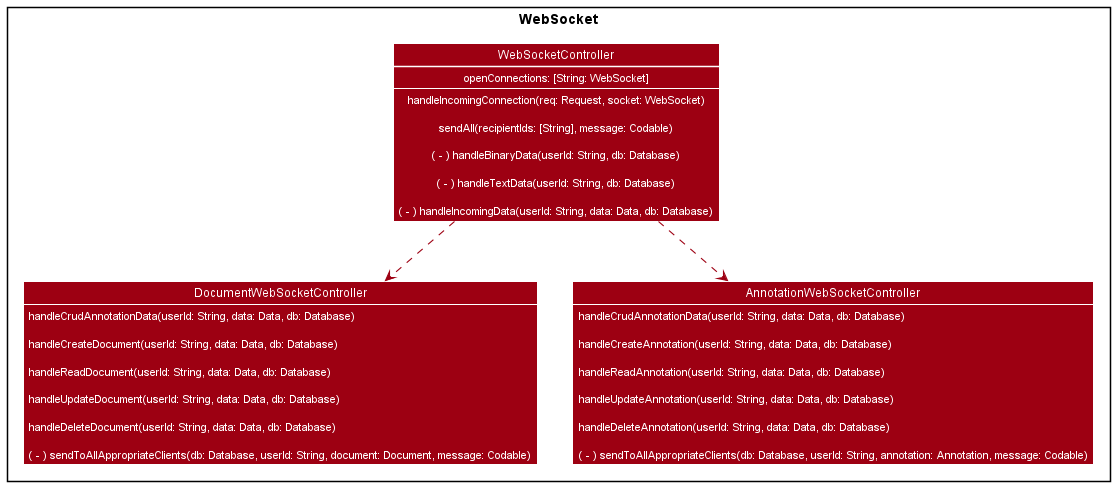 WebSocket
WebSocketController
openConnections: [String: WebSocket]
handleIncomingConnection(req: Request, socket: WebSocket)
sendAll(recipientIds: [String], message: Codable)
( - ) handleBinaryData(userId: String, db: Database)
( - ) handleTextData(userId: String, db: Database)
( - ) handleIncomingData(userId: String, data: Data, db: Database)
DocumentWebSocketController
handleCrudAnnotationData(userId: String, data: Data, db: Database)
handleCreateDocument(userId: String, data: Data, db: Database)
handleReadDocument(userId: String, data: Data, db: Database)
handleUpdateDocument(userId: String, data: Data, db: Database)
handleDeleteDocument(userId: String, data: Data, db: Database)
( - ) sendToAllAppropriateClients(db: Database, userId: String, document: Document, message: Codable)
AnnotationWebSocketController
handleCrudAnnotationData(userId: String, data: Data, db: Database)
handleCreateAnnotation(userId: String, data: Data, db: Database)
handleReadAnnotation(userId: String, data: Data, db: Database)
handleUpdateAnnotation(userId: String, data: Data, db: Database)
handleDeleteAnnotation(userId: String, data: Data, db: Database)
( - ) sendToAllAppropriateClients(db: Database, userId: String, annotation: Annotation, message: Codable)